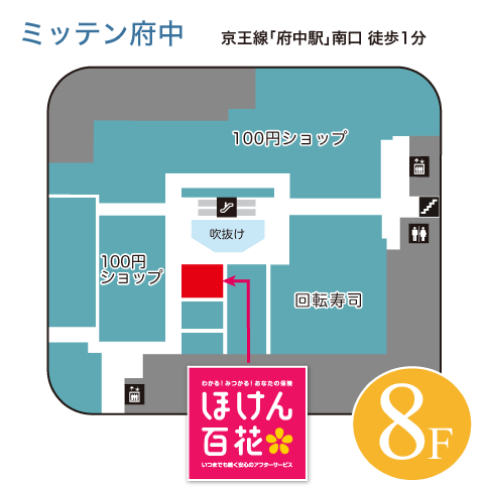 ミッテン府中
京王線「府中駅」南口 徒歩1分
100円ショップ
吹抜け
100円
ショップ
回転寿司
わかる!みつかる!あなたの保険
ほけん
百花
いつまでも続く安心のアフターサービス
8F